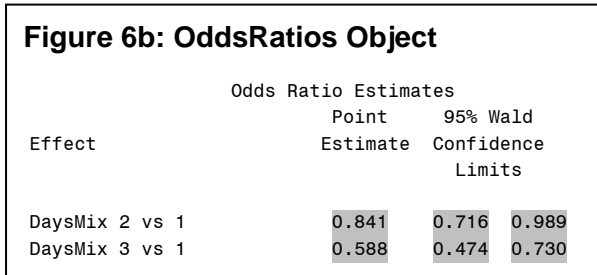 Figure 6b: OddsRatios Object
Odds Ratio Estimates
Point 95% Wald
Effect Estimate Confidence
Limits
DaysMix 2 vs 1 0.841 0.716 0.989
DaysMix 3 vs 1 0.588 0.474 0.730